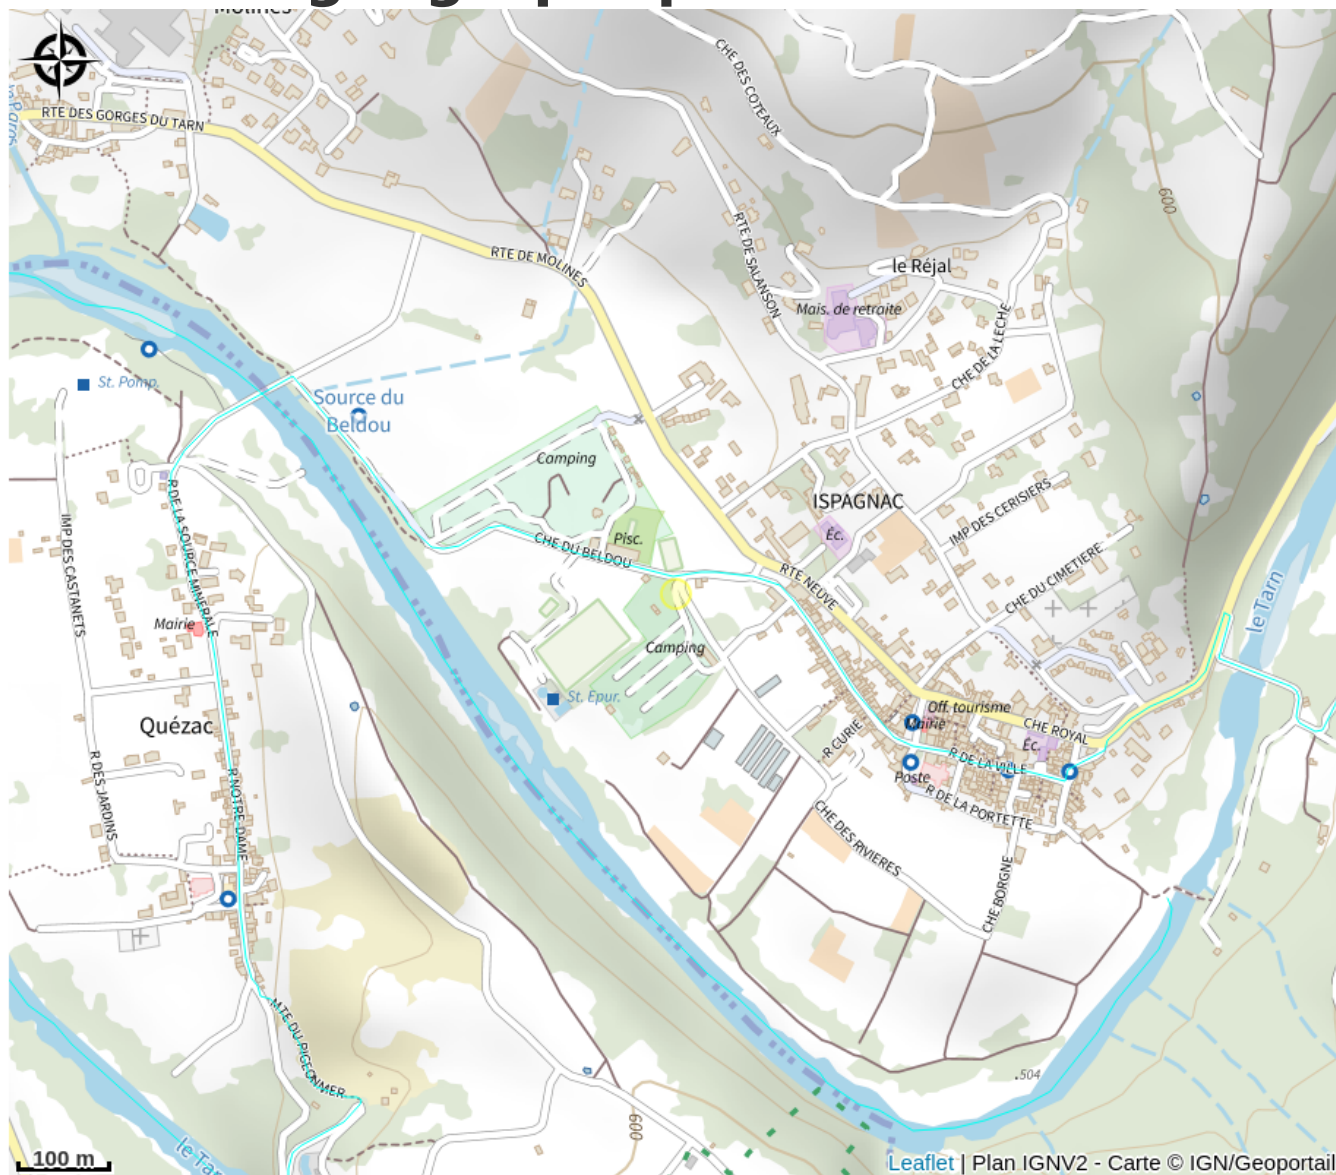 Molines
RTE DES GORGES DU TARN
CHE DES COTEAUX
600
RTE DE SALANSON
RTE DE MOLINES
le Réjal
Mais. de retraite
CHE DE LA LECHE
St. Pomp.
Source du
Beldou
Camping
ISPAGNAC
Pisc.
Éc.
IMP DES CERISIERS
CHE DU BELDOU
RTE NEUVE
CHE DU CIMETIERE
le Tarn
R DE LA SOURCE MINERALE
IMP DES CASTANETS
Mairie
Camping
St. Epur.
Quézac
Off. tourisme
Mairie
CHE ROYAL
Éc.
R CURIE
R DE LA VILLE
Poste
R DE LA PORTETTE
R DES JARDINS
R NOTRE-DAME
CHE DES RIVIERES
CHE BORGNE
MTE DU PIGEONNIER
.504
600
le Tarn
100 m
Leaflet | Plan IGNV2 - Carte © IGN/Geoportail